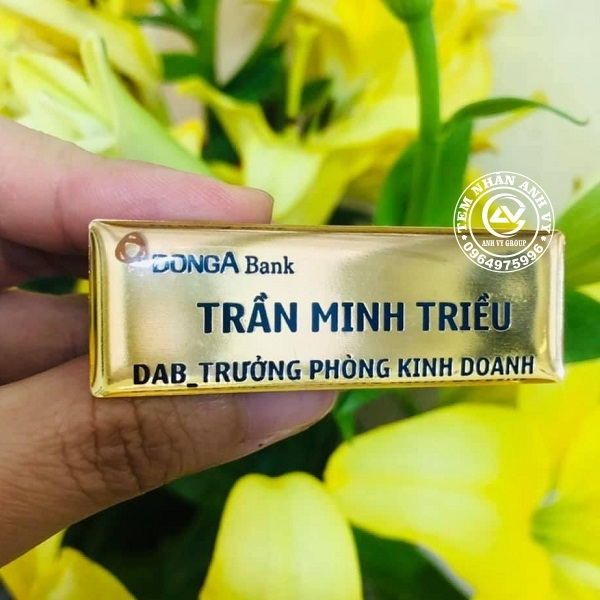 DONGA Bank
TRẦN MINH TRIỀU
DAB_TRƯỞNG PHÒNG KINH DOANH
TEM NHÃN ANH VY
ANH VY GROUP
0964975996